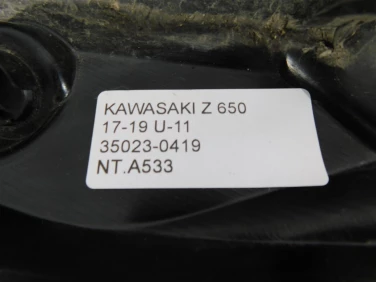 KAWASAKI Z 650
17-19 U-11
35023-0419
NT.A533